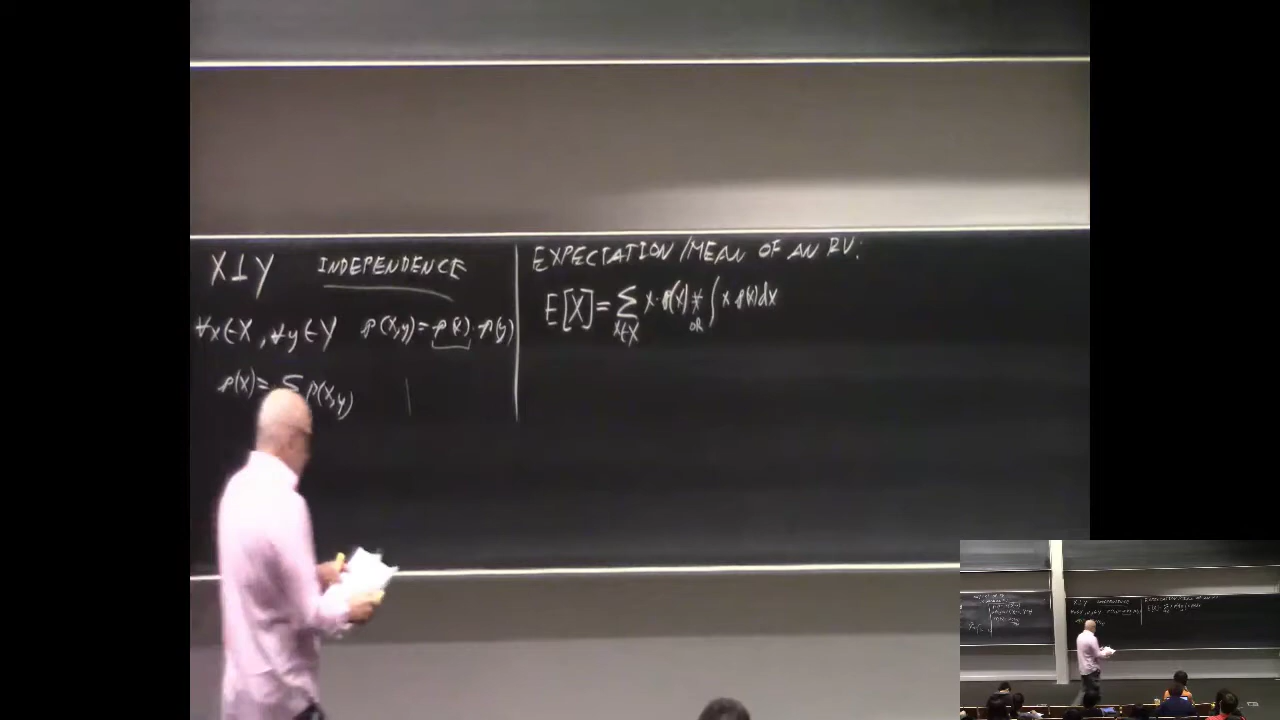 X⊥Y INDEPENDENCE
∀x∈X, ∀y∈Y p(x,y)=p(x)·p(y)
p(x)=Σ p(x,y)
EXPECTATION/MEAN OF AN RV:
E[X]=Σ x·p(x) ∫x p(x)dx
x∈X OR